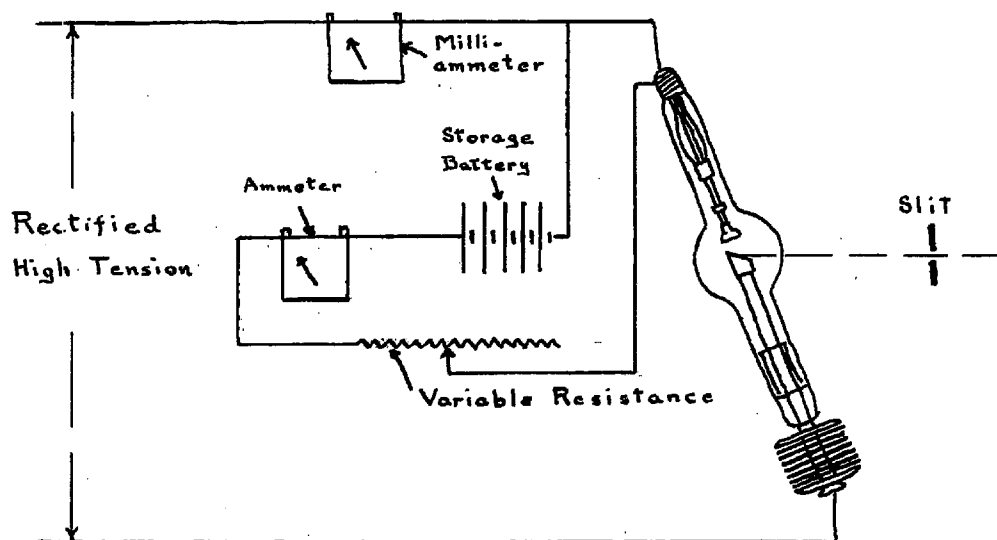 Milli-
ammeter
Storage
Battery
Ammeter
Slit
Rectified
High Tension
Variable Resistance